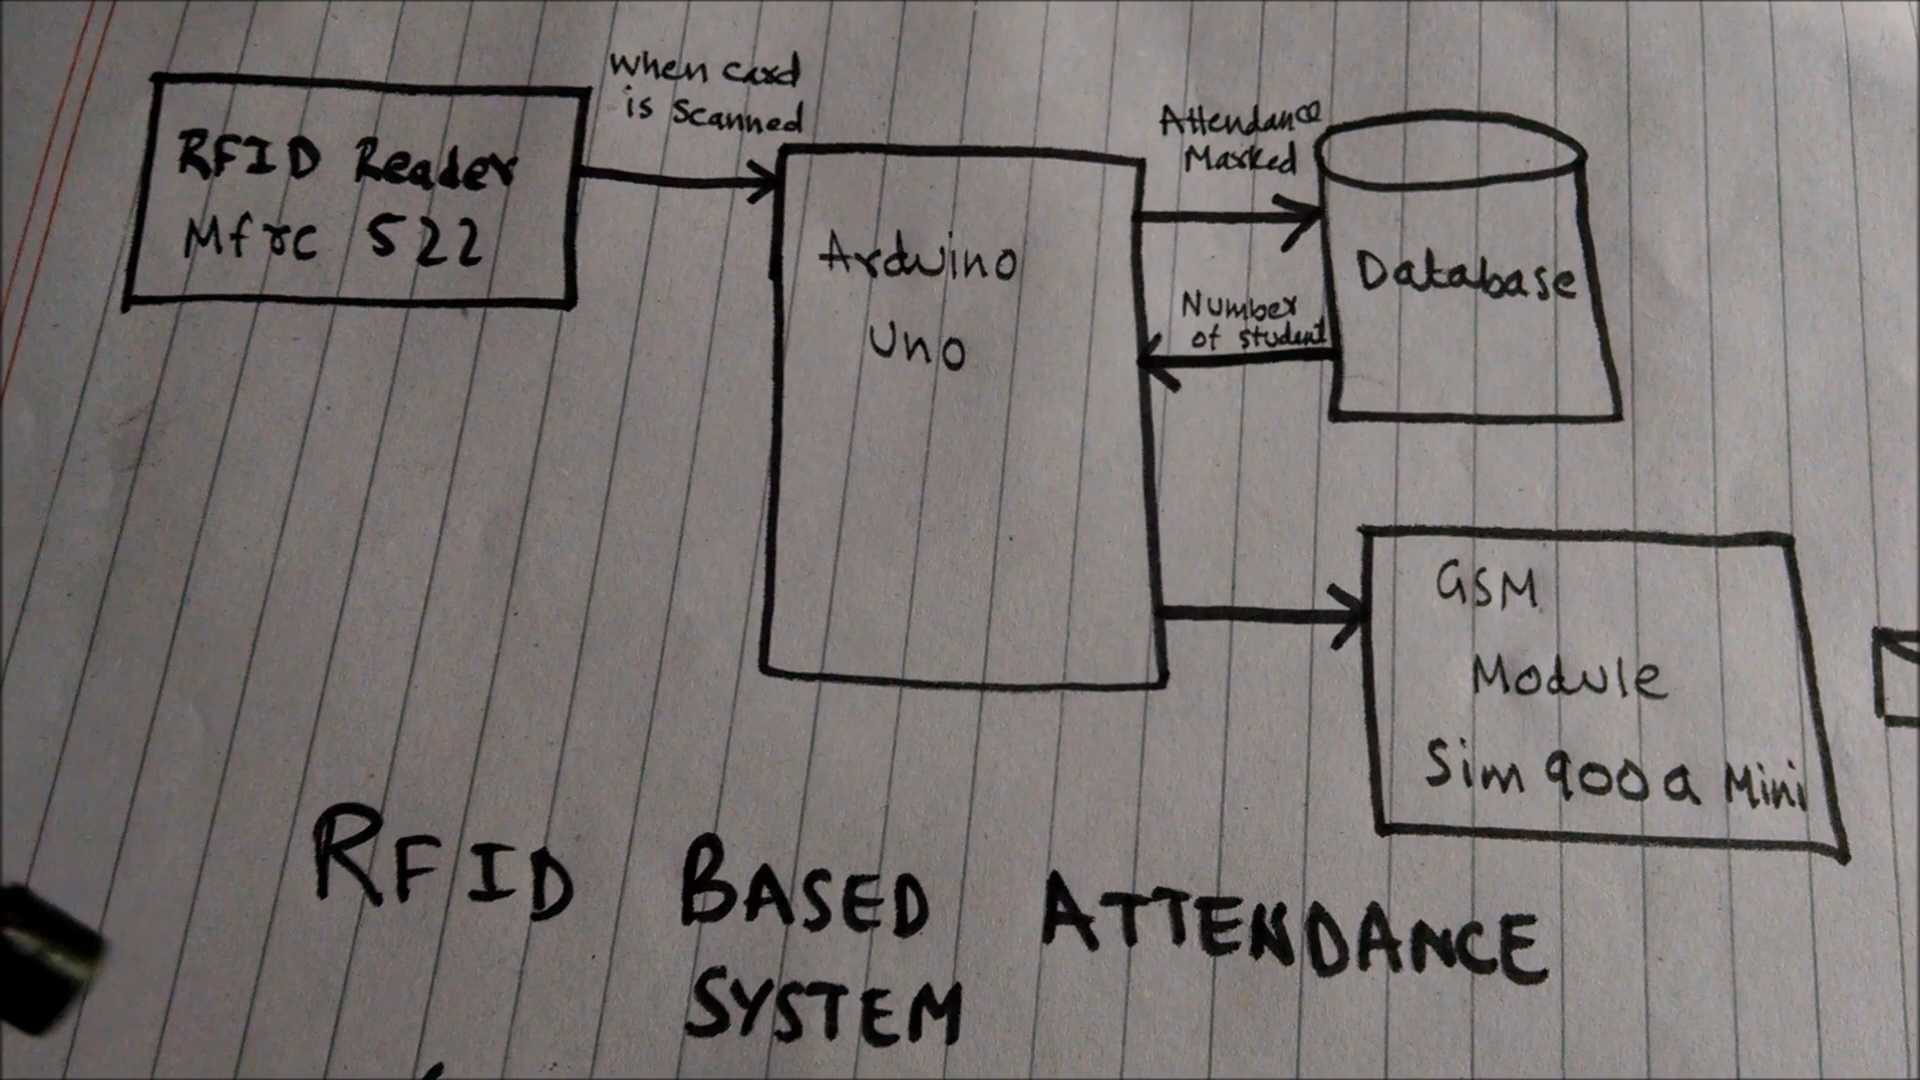 When card
is Scanned
RFID Reader
Mfrc 522
Arduino
Uno
Attendance
Marked
Number
of student
Database
GSM
Module
Sim 900 a Mini
RFID BASED ATTENDANCE
SYSTEM